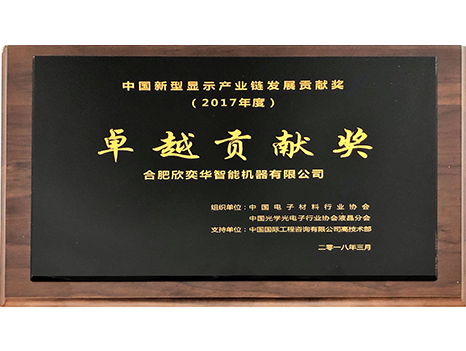 中国新型显示产业链发展贡献奖
（2017年度）
卓越贡献奖
合肥欣奕华智能机器有限公司
组织单位：中国电子材料行业协会
中国光学光电子行业协会液晶分会
支持单位：中国国际工程咨询有限公司高技术部
二零一八年三月